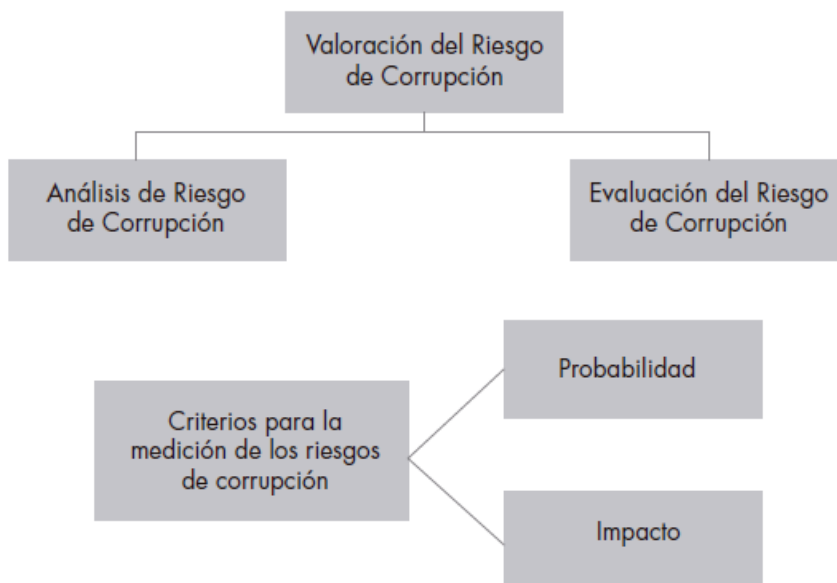 Valoración del Riesgo
de Corrupción
Análisis de Riesgo
de Corrupción
Evaluación del Riesgo
de Corrupción
Probabilidad
Criterios para la
medición de los riesgos
de corrupción
Impacto